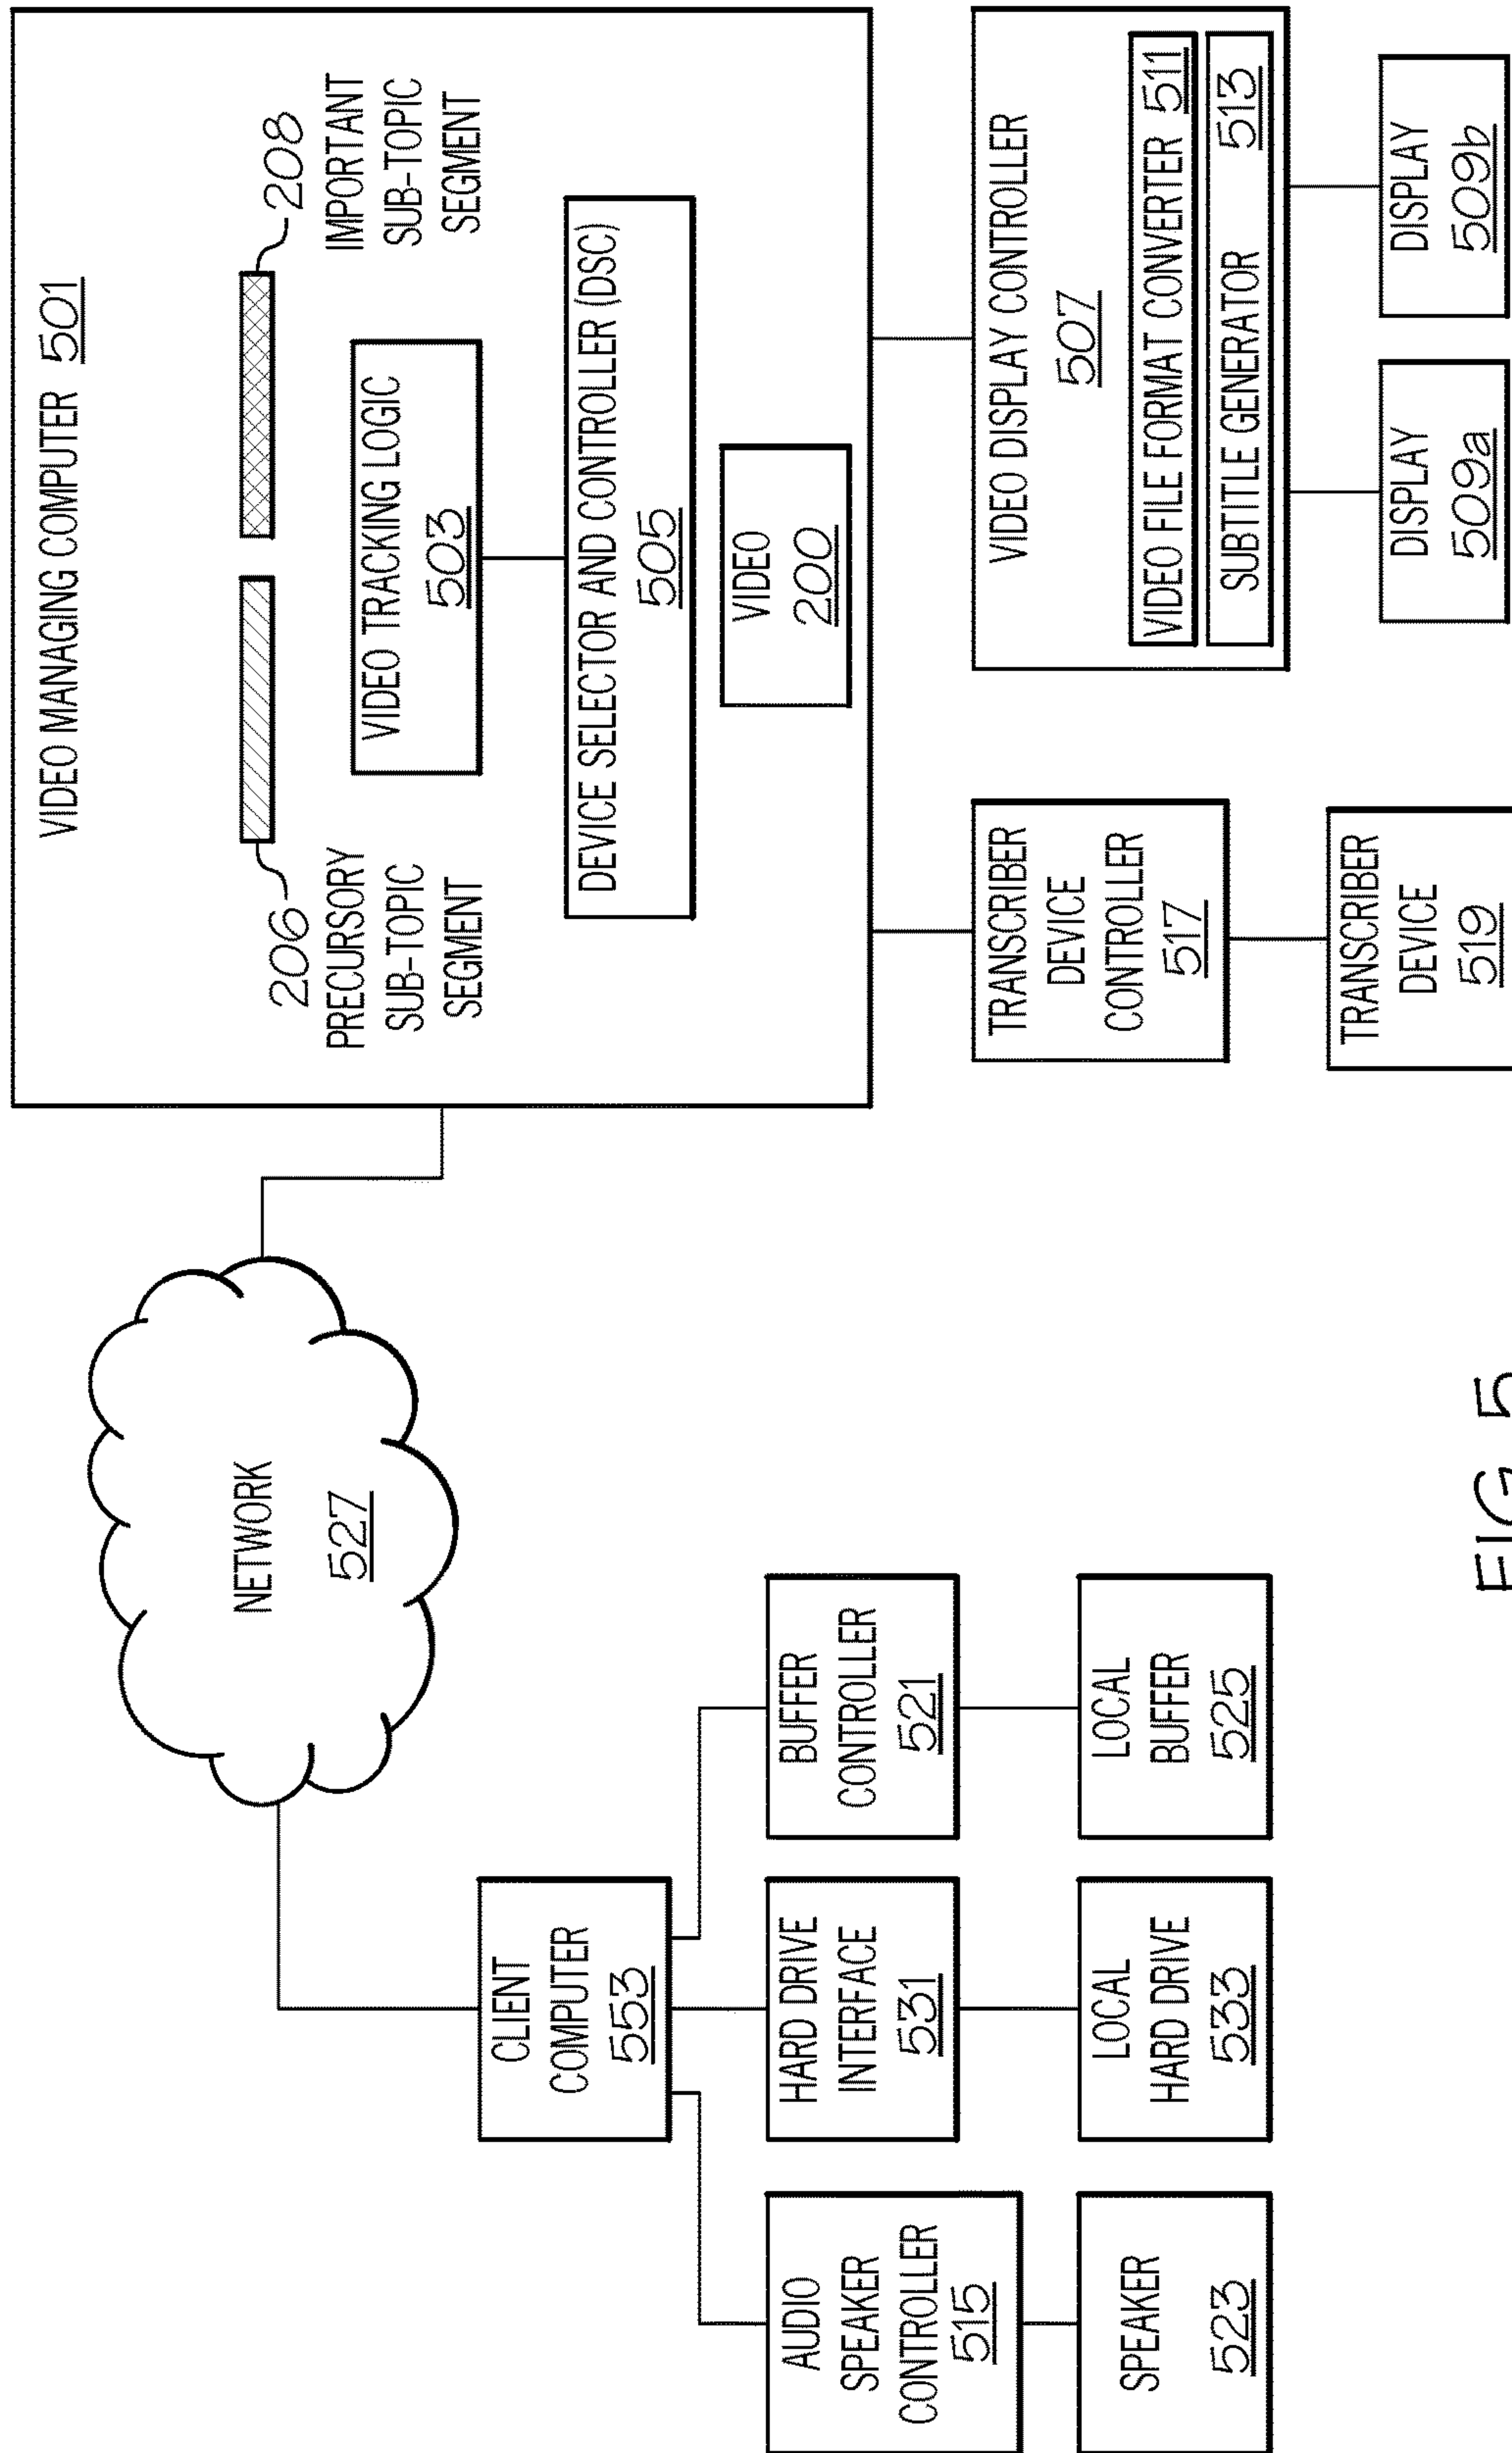 VIDEO MANAGING COMPUTER 501
206
208
PRECURSORY
SUB-TOPIC
SEGMENT
IMPORTANT
SUB-TOPIC
SEGMENT
VIDEO TRACKING LOGIC
503
DEVICE SELECTOR AND CONTROLLER (DSC)
505
VIDEO
200
NETWORK
527
CLIENT
COMPUTER
553
AUDIO
SPEAKER
CONTROLLER
515
HARD DRIVE
INTERFACE
531
BUFFER
CONTROLLER
521
SPEAKER
523
LOCAL
HARD DRIVE
533
LOCAL
BUFFER
525
TRANSCRIBER
DEVICE
CONTROLLER
517
TRANSCRIBER
DEVICE
519
VIDEO DISPLAY CONTROLLER
507
VIDEO FILE FORMAT CONVERTER 511
SUBTITLE GENERATOR 513
DISPLAY
509a
DISPLAY
509b
FIG. 5